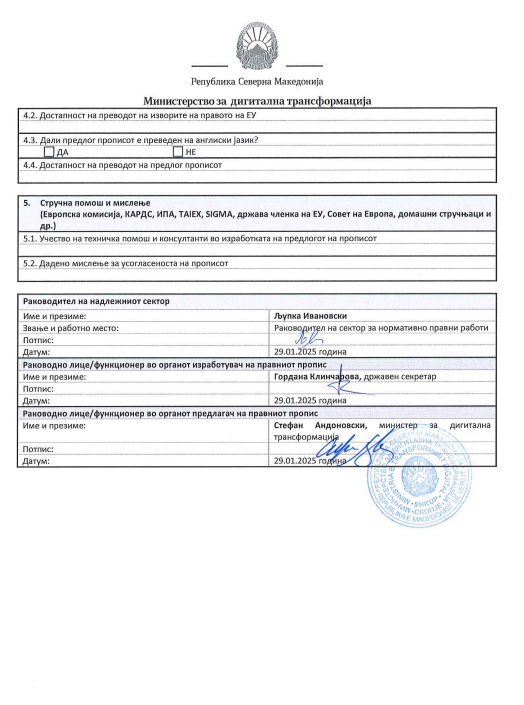 Република Северна Македонија
Министерство за дигитална трансформација
4.2. Достапност на преводот на изворите на правото на ЕУ
4.3. Дали предлог прописот е преведен на англиски јазик?
ДА НЕ
4.4. Достапност на преводот на предлог прописот
5. Стручна помош и мислење
(Европска комисија, КАРДС, ИПА, TAIEX, SIGMA, држава членка на ЕУ, Совет на Европа, домашни стручњаци и
др.)
5.1. Учество на техничка помош и консултанти во изработката на предлогот на прописот
5.2. Дадено мислење за усогласеноста на прописот
Раководител на надлежниот сектор
Име и презиме: Љупка Ивановски
Звање и работно место: Раководител на сектор за нормативно правни работи
Потпис:
Датум: 29.01.2025 година
Раководно лице/функционер во органот изработувач на правниот пропис
Име и презиме: Гордана Клинчарова, државен секретар
Потпис:
Датум: 29.01.2025 година
Раководно лице/функционер во органот предлагач на правниот пропис
Име и презиме: Стефан Андоновски, министер за дигитална
трансформација
Потпис:
Датум: 29.01.2025 година